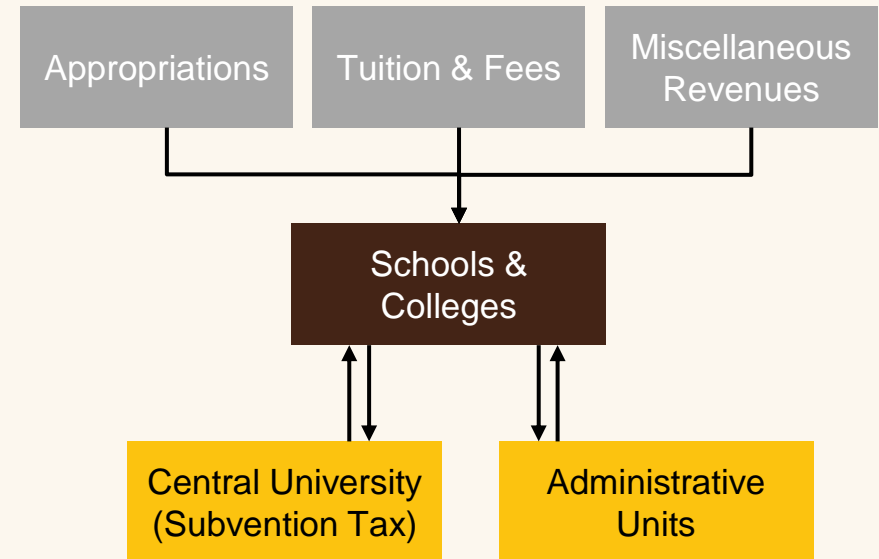 Appropriations
Tuition & Fees
Miscellaneous
Revenues
Schools &
Colleges
Central University
(Subvention Tax)
Administrative
Units